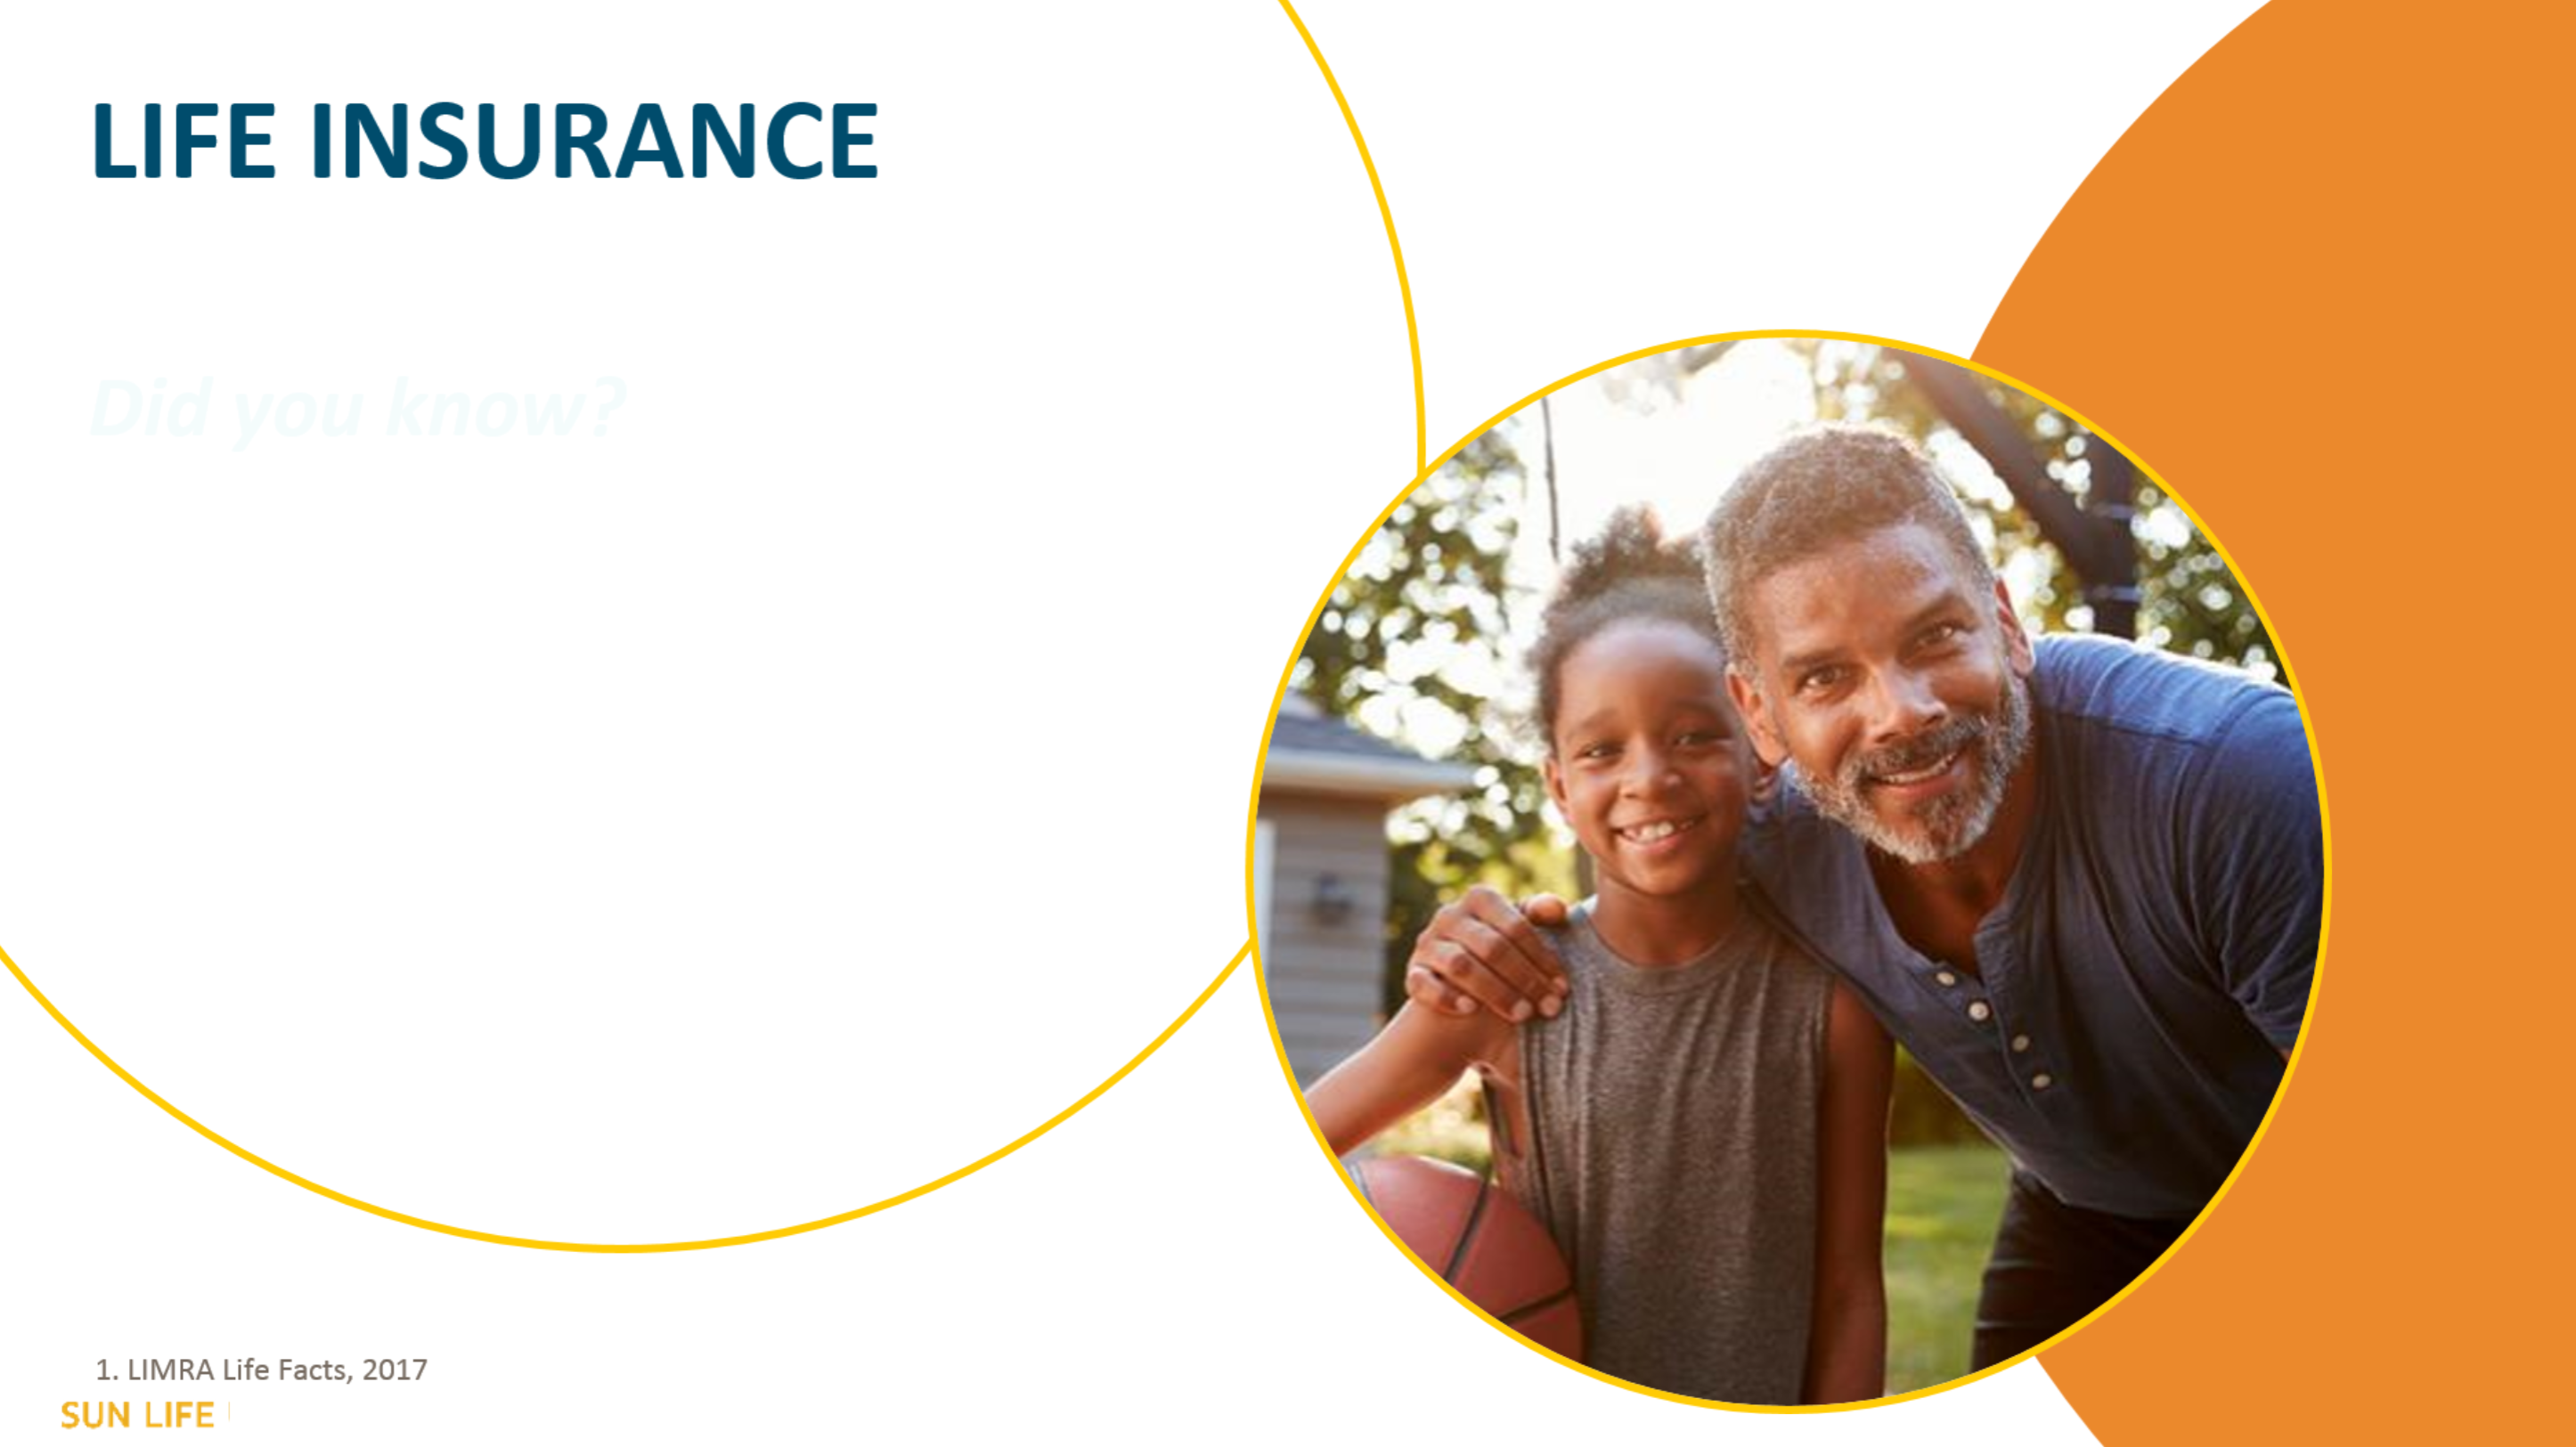 LIFE INSURANCE
Did you know?
1. LIMRA Life Facts, 2017
SUN LIFE